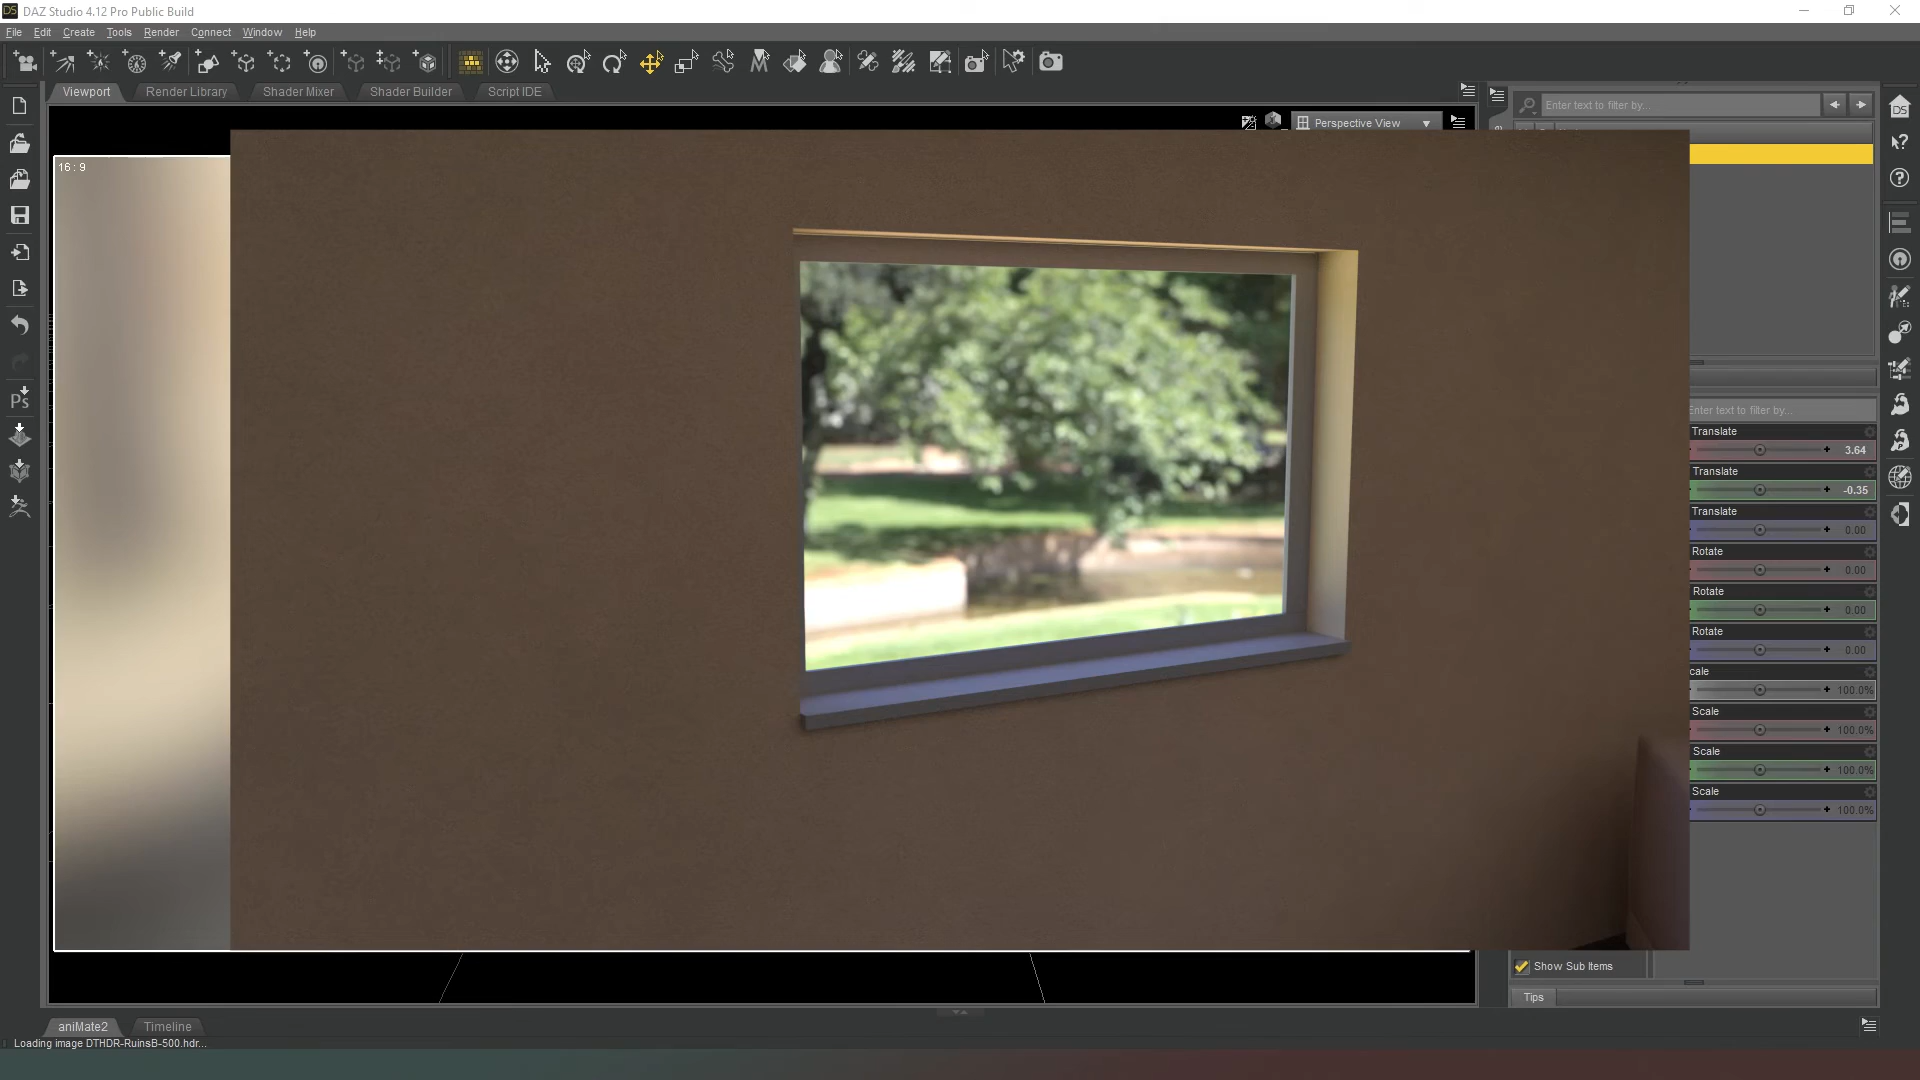 DAZ Studio 4.12 Pro Public Build
File Edit Create Tools Render Connect Window Help
Viewport Render Library Shader Mixer Shader Builder Script IDE
Enter text to filter by...
Perspective View
16 : 9
Enter text to filter by...
Translate
3.64
Translate
-0.35
Translate
0.00
Rotate
0.00
Rotate
0.00
Rotate
0.00
cale
100.0%
Scale
100.0%
Scale
100.0%
Scale
100.0%
Show Sub Items
Tips
aniMate2 Timeline
Loading image DTHDR-RuinsB-500.hdr...